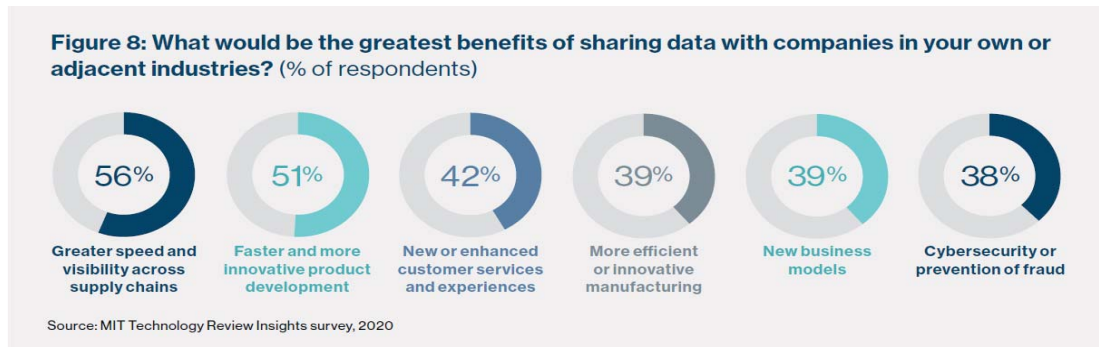 Figure 8: What would be the greatest benefits of sharing data with companies in your own or
adjacent industries? (% of respondents)
56%
51%
42%
39%
39%
38%
Greater speed and
visibility across
supply chains
Faster and more
innovative product
development
New or enhanced
customer services
and experiences
More efficient
or innovative
manufacturing
New business
models
Cybersecurity or
prevention of fraud
Source: MIT Technology Review Insights survey, 2020